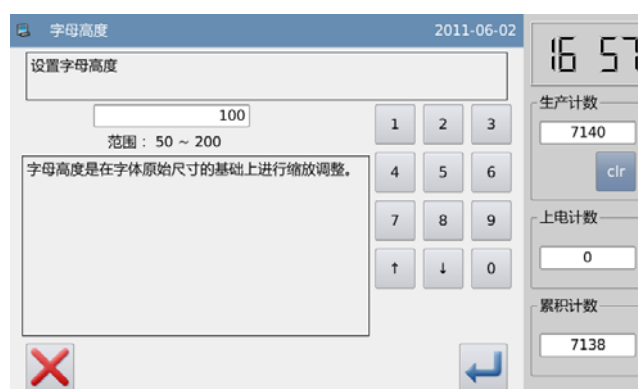 字母高度 2011-06-02
设置字母高度
100
范围： 50 ~ 200
字母高度是在字体原始尺寸的基础上进行缩放调整。
1 2 3
4 5 6
7 8 9
↑ ↓ 0
16 57
生产计数
7140
clr
上电计数
0
累积计数
7138